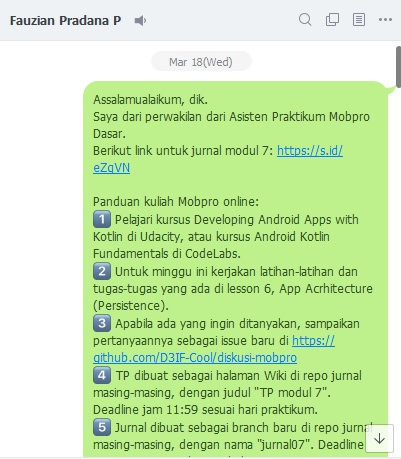 Fauzian Pradana P
Mar 18(Wed)
Assalamualaikum, dik.
Saya dari perwakilan dari Asisten Praktikum Mobpro
Dasar.
Berikut link untuk jurnal modul 7: https://s.id/
eZqVN
Panduan kuliah Mobpro online:
1 Pelajari kursus Developing Android Apps with
Kotlin di Udacity, atau kursus Android Kotlin
Fundamentals di CodeLabs.
2 Untuk minggu ini kerjakan latihan-latihan dan
tugas-tugas yang ada di lesson 6, App Acrhitecture
(Persistence).
3 Apabila ada yang ingin ditanyakan, sampaikan
pertanyaannya sebagai issue baru di https://
github.com/D3IF-Cool/diskusi-mobpro
4 TP dibuat sebagai halaman Wiki di repo jurnal
masing-masing, dengan judul "TP modul 7".
Deadline jam 11:59 sesuai hari praktikum.
5 Jurnal dibuat sebagai branch baru di repo jurnal
masing-masing, dengan nama "jurnal07". Deadline